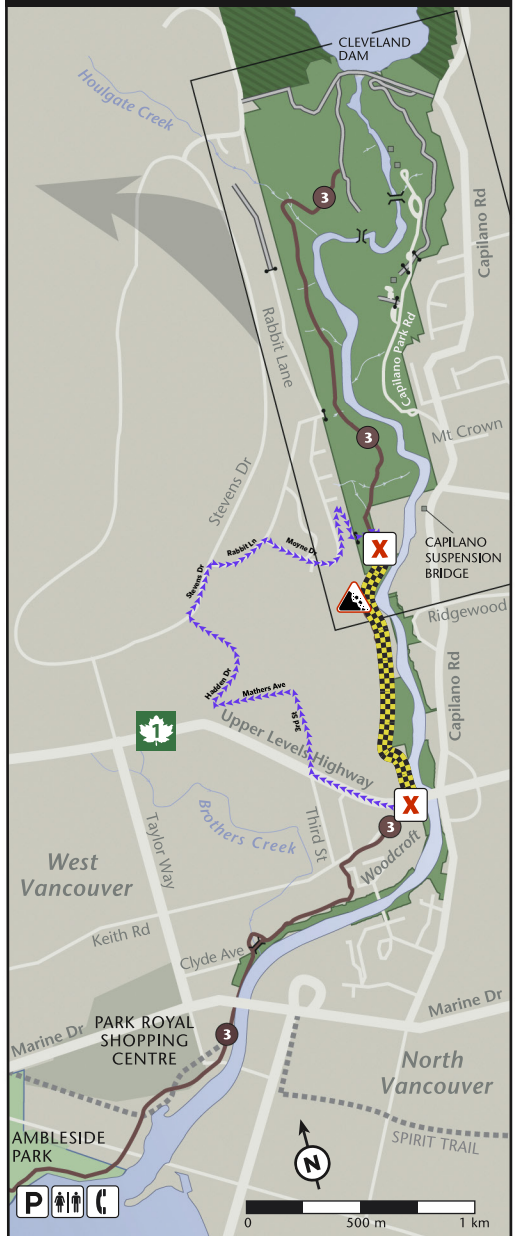 CLEVELAND
DAM
Houlgate Creek
3
Capilano Rd
Rabbit Lane
Capilano Park Rd
3
Mt Crown
Stevens Dr
CAPILANO
SUSPENSION
BRIDGE
X
Rabbit Ln
Moyne Dr
Stevens Dr
Ridgewood
Hadden Dr
Mathers Ave
3rd St
Capilano Rd
1
Upper Levels Highway
X
3
Brothers Creek
Third St
Taylor Way
Woodcroft
West
Vancouver
Keith Rd
Clyde Ave
Marine Dr
Marine Dr
PARK ROYAL
SHOPPING
CENTRE
3
North
Vancouver
SPIRIT TRAIL
AMBLESIDE
PARK
N
P
0 500 m 1 km